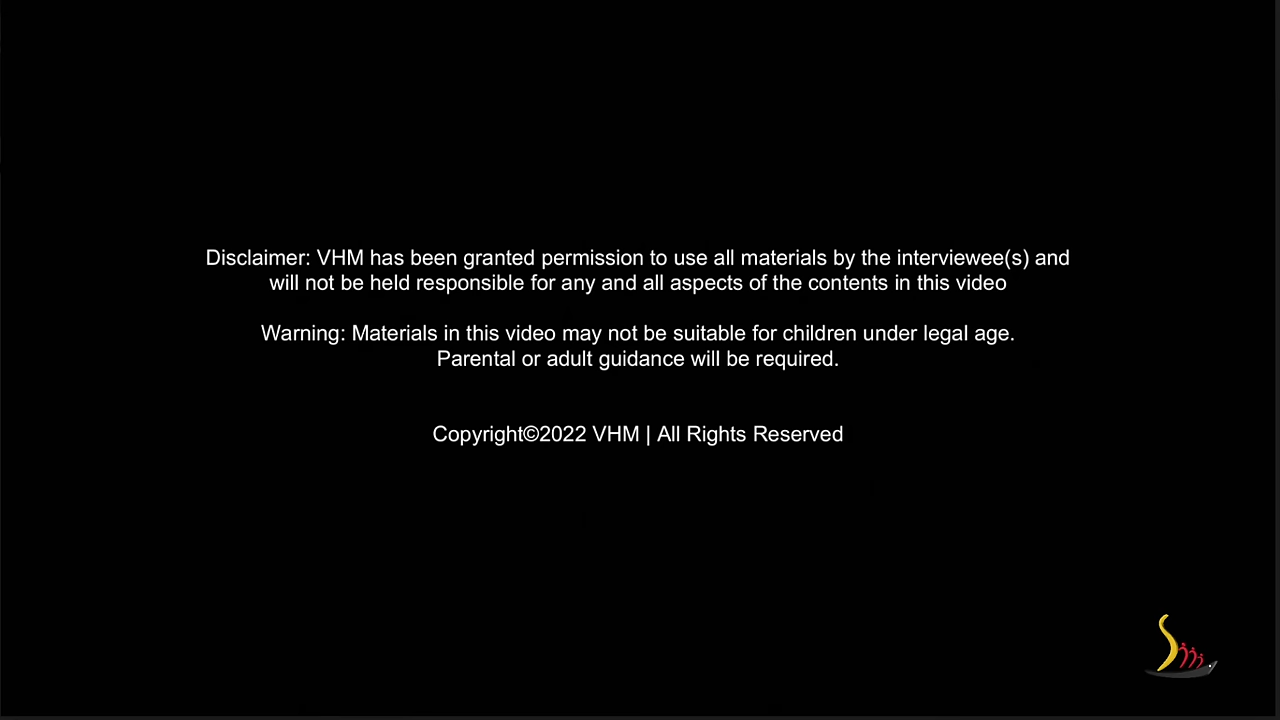 Disclaimer: VHM has been granted permission to use all materials by the interviewee(s) and
will not be held responsible for any and all aspects of the contents in this video
Warning: Materials in this video may not be suitable for children under legal age.
Parental or adult guidance will be required.
Copyright©2022 VHM | All Rights Reserved